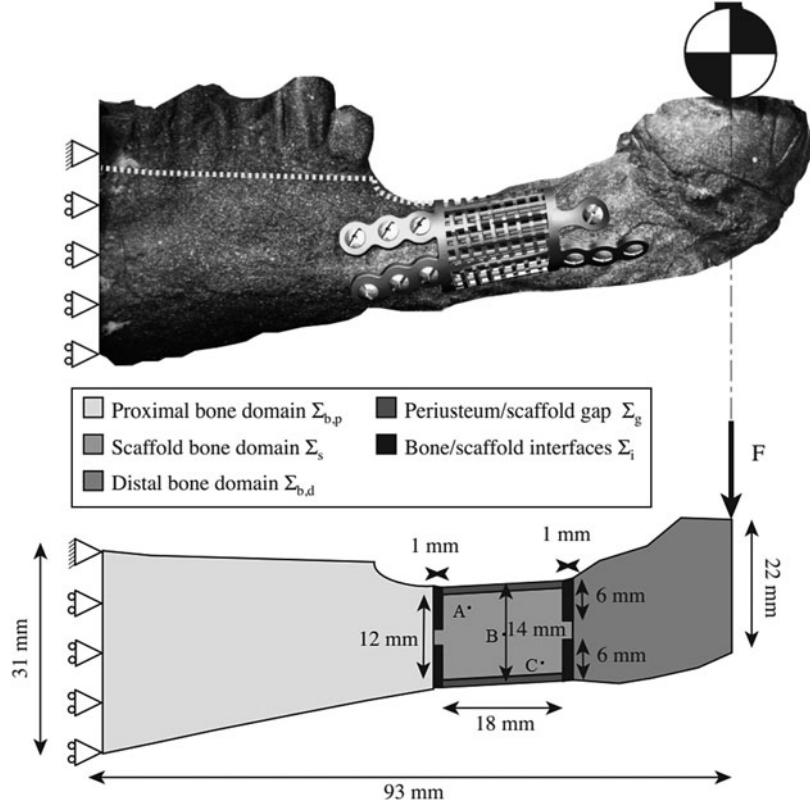 Proximal bone domain Σb,p
Periusteum/scaffold gap Σg
Scaffold bone domain Σs
Bone/scaffold interfaces Σi
Distal bone domain Σb,d
F
1 mm
1 mm
31 mm
12 mm
A
B
14 mm
C
6 mm
6 mm
22 mm
18 mm
93 mm